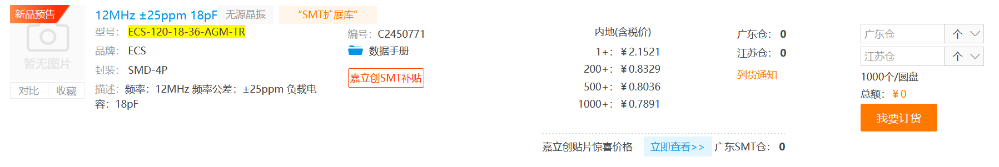 新品预售
暂无图片
对比 收藏
12MHz ±25ppm 18pF 无源晶振 “SMT扩展库”
型号： ECS-120-18-36-AGM-TR
品牌： ECS
封装： SMD-4P
描述：频率：12MHz 频率公差：±25ppm 负载电
容：18pF
编号：C2450771
数据手册
嘉立创SMT补贴
内地(含税价)
1+：￥2.1521
200+：￥0.8329
500+：￥0.8036
1000+：￥0.7891
广东仓： 0
江苏仓： 0
到货通知
嘉立创贴片惊喜价格 立即查看>> 广东SMT仓： 0
广东仓 个
江苏仓 个
1000个/圆盘
总额：￥0
我要订货